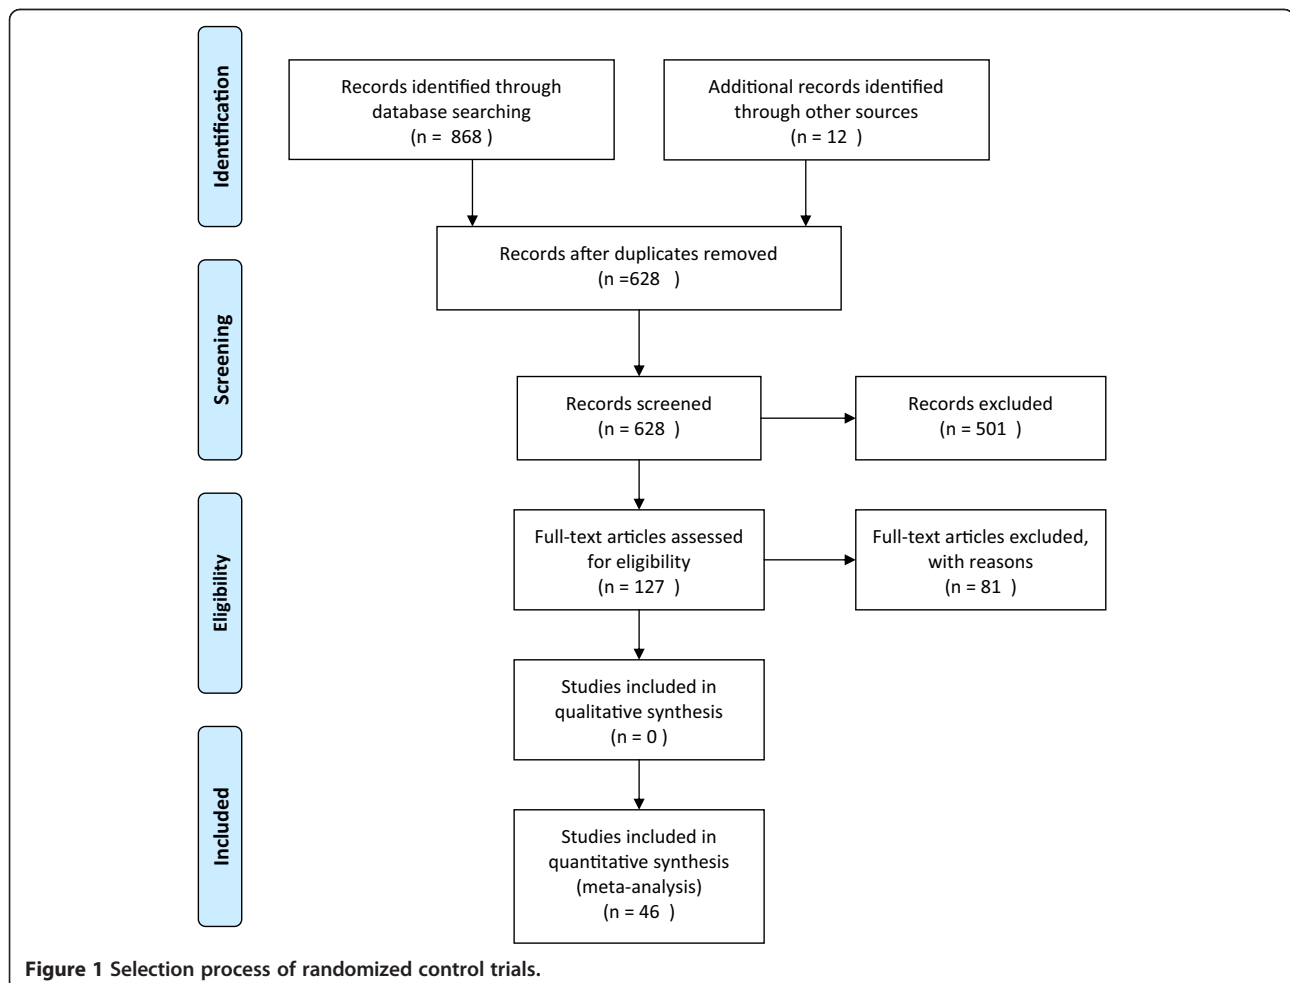 Identification
Records identified through
database searching
(n = 868 )
Additional records identified
through other sources
(n = 12 )
Records after duplicates removed
(n =628 )
Screening
Records screened
(n = 628 )
Records excluded
(n = 501 )
Eligibility
Full-text articles assessed
for eligibility
(n = 127 )
Full-text articles excluded,
with reasons
(n = 81 )
Studies included in
qualitative synthesis
(n = 0 )
Included
Studies included in
quantitative synthesis
(meta-analysis)
(n = 46 )
Figure 1 Selection process of randomized control trials.